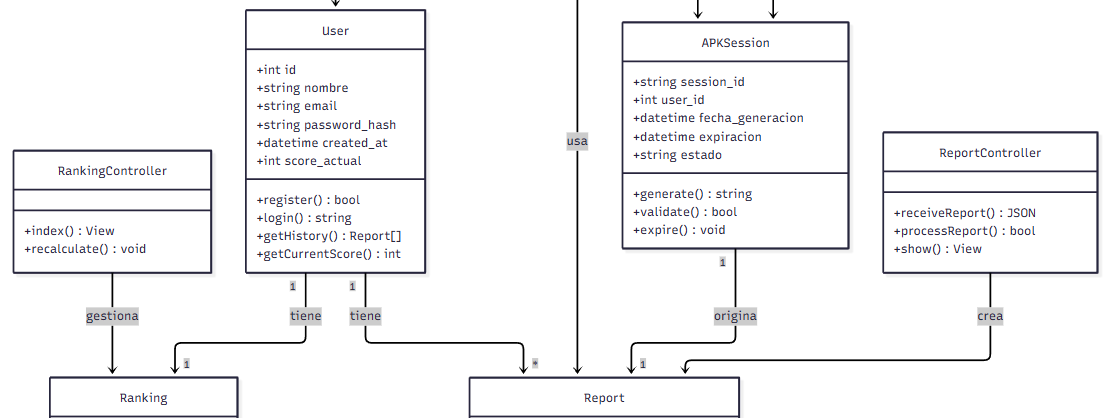 User
+int id
+string nombre
+string email
+string password_hash
+datetime created_at
+int score_actual
+register() : bool
+login() : string
+getHistory() : Report[]
+getCurrentScore() : int
APKSession
+string session_id
+int user_id
+datetime fecha_generacion
+datetime expiracion
+string estado
+generate() : string
+validate() : bool
+expire() : void
usa
RankingController
+index() : View
+recalculate() : void
ReportController
+receiveReport() : JSON
+processReport() : bool
+show() : View
1
1
1
gestiona
tiene
tiene
origina
crea
1
*
1
Ranking
Report